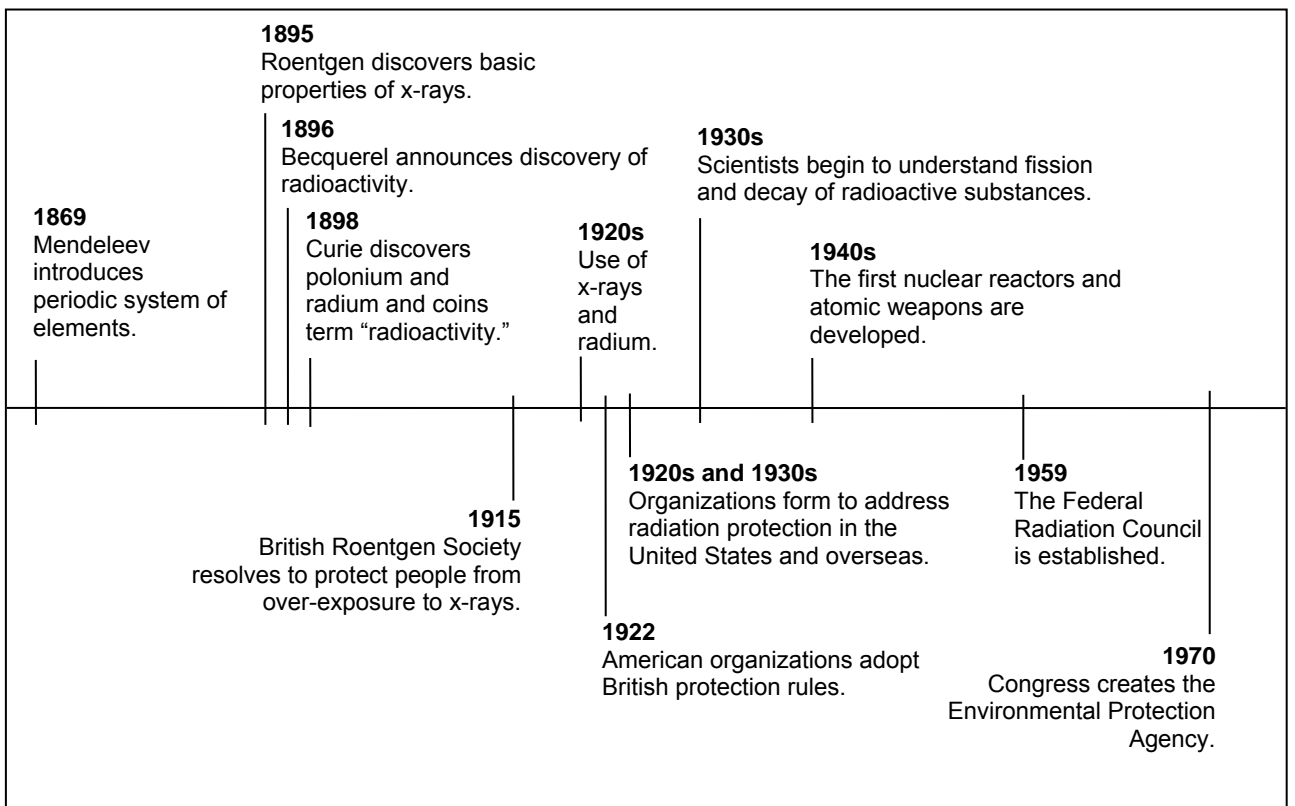 1895
Roentgen discovers basic
properties of x-rays.
1896
Becquerel announces discovery of
radioactivity.
1930s
Scientists begin to understand fission
and decay of radioactive substances.
1869
Mendeleev
introduces
periodic system of
elements.
1898
Curie discovers
polonium and
radium and coins
term “radioactivity.”
1920s
Use of
x-rays
and
radium.
1940s
The first nuclear reactors and
atomic weapons are
developed.
1915
British Roentgen Society
resolves to protect people from
over-exposure to x-rays.
1920s and 1930s
Organizations form to address
radiation protection in the
United States and overseas.
1959
The Federal
Radiation Council
is established.
1922
American organizations adopt
British protection rules.
1970
Congress creates the
Environmental Protection
Agency.